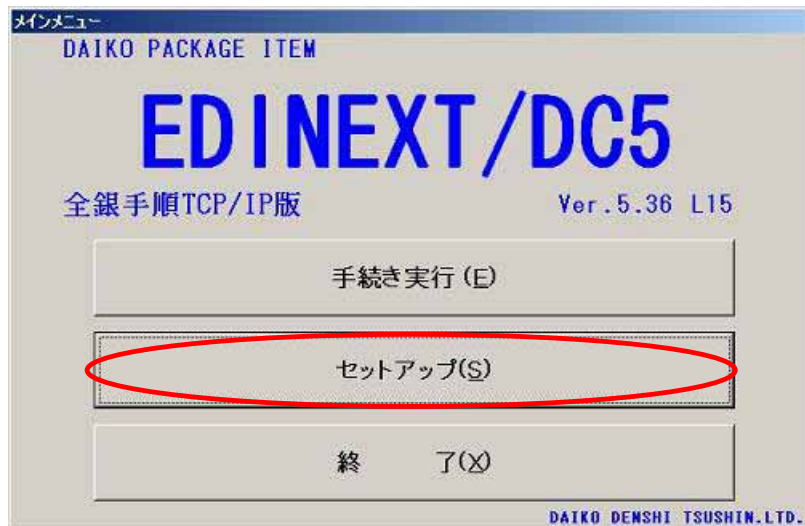 メインメニュー
DAIKO PACKAGE ITEM
EDINEXT/DC5
全銀手順TCP/IP版 Ver.5.36 L15
手続き実行(E)
セットアップ(S)
終 了(X)
DAIKO DENSHI TSUSHIN.LTD.